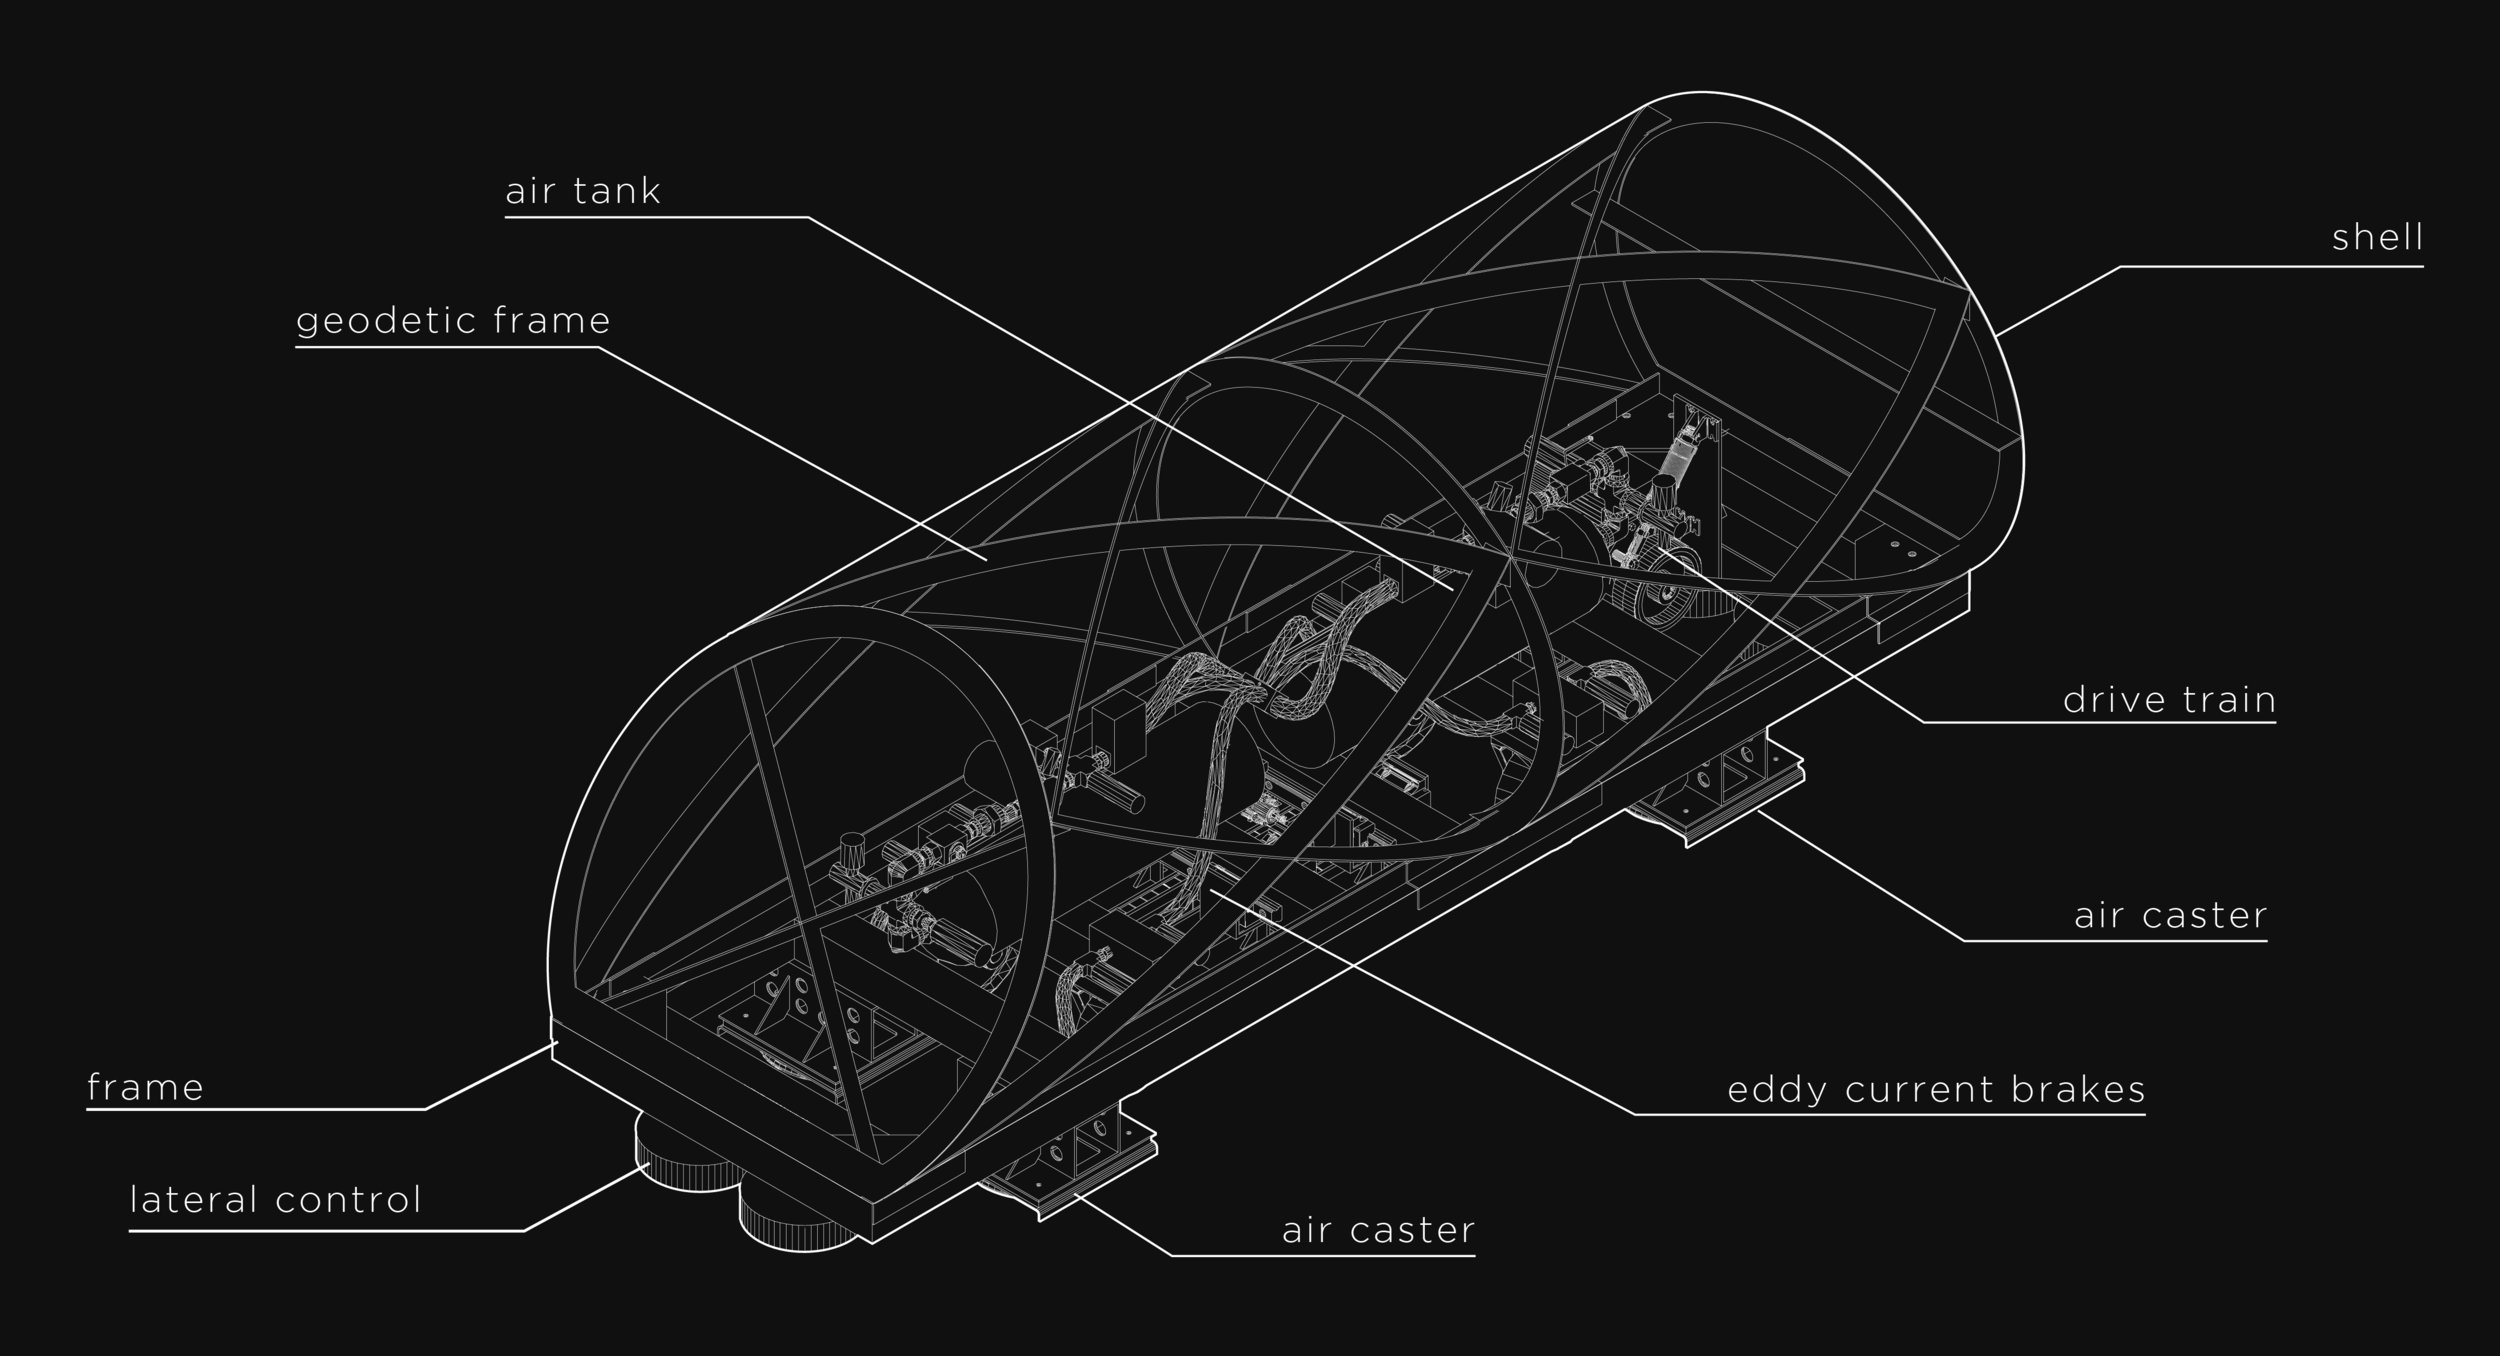 air tank
shell
geodetic frame
drive train
air caster
frame
eddy current brakes
lateral control
air caster